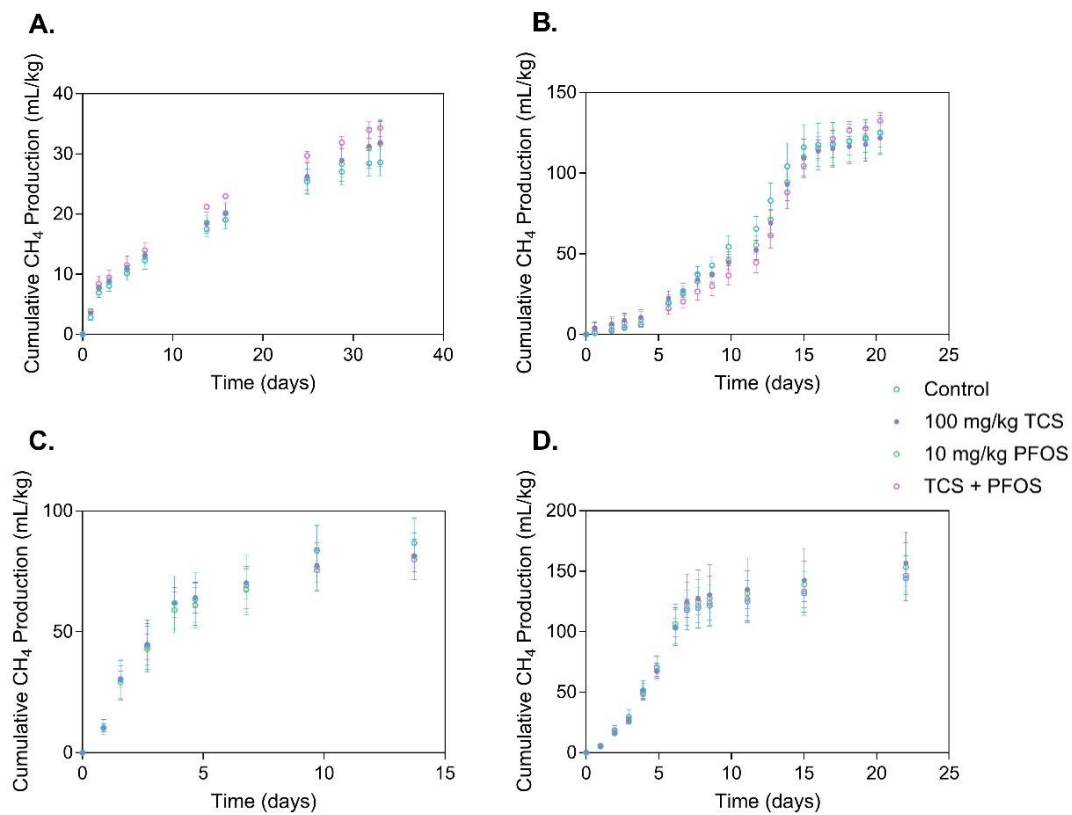 A.
Cumulative CH₄ Production (mL/kg)
40
30
20
10
0
0 10 20 30 40
Time (days)
B.
Cumulative CH₄ Production (mL/kg)
150
100
50
0
0 5 10 15 20 25
Time (days)
Control
100 mg/kg TCS
10 mg/kg PFOS
TCS + PFOS
C.
Cumulative CH₄ Production (mL/kg)
100
50
0
0 5 10 15
Time (days)
D.
Cumulative CH₄ Production (mL/kg)
200
150
100
50
0
0 5 10 15 20 25
Time (days)